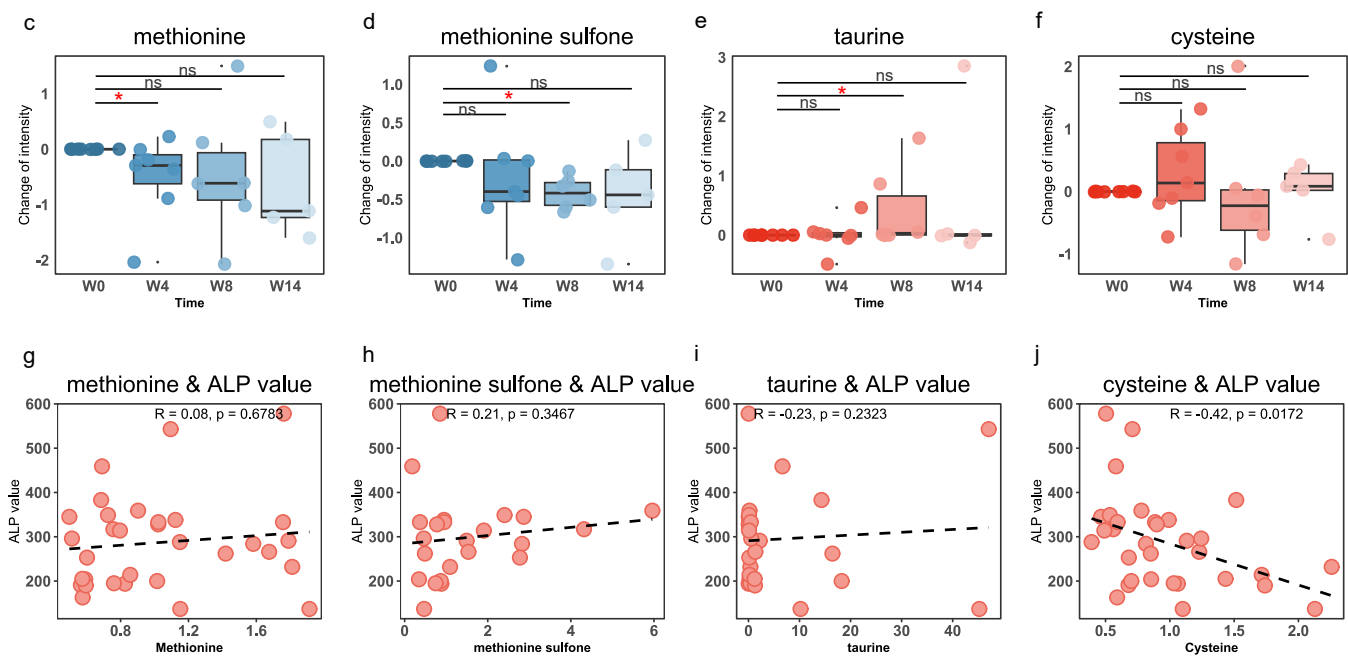 c
methionine
Change of intensity
1
0
-1
-2
ns
ns
*
W0 W4 W8 W14
Time
d
methionine sulfone
Change of intensity
1.0
0.5
0.0
-0.5
-1.0
ns
*
ns
W0 W4 W8 W14
Time
e
taurine
Change of intensity
3
2
1
0
ns
*
ns
W0 W4 W8 W14
Time
f
cysteine
Change of intensity
2
1
0
-1
ns
ns
ns
W0 W4 W8 W14
Time
g
methionine & ALP value
R = 0.08, p = 0.6783
ALP value
600
500
400
300
200
0.8 1.2 1.6
Methionine
h
methionine sulfone & ALP value
R = 0.21, p = 0.3467
ALP value
600
500
400
300
200
0 2 4 6
methionine sulfone
i
taurine & ALP value
R = -0.23, p = 0.2323
ALP value
600
500
400
300
200
0 10 20 30 40
taurine
j
cysteine & ALP value
R = -0.42, p = 0.0172
ALP value
600
500
400
300
200
0.5 1.0 1.5 2.0
Cysteine